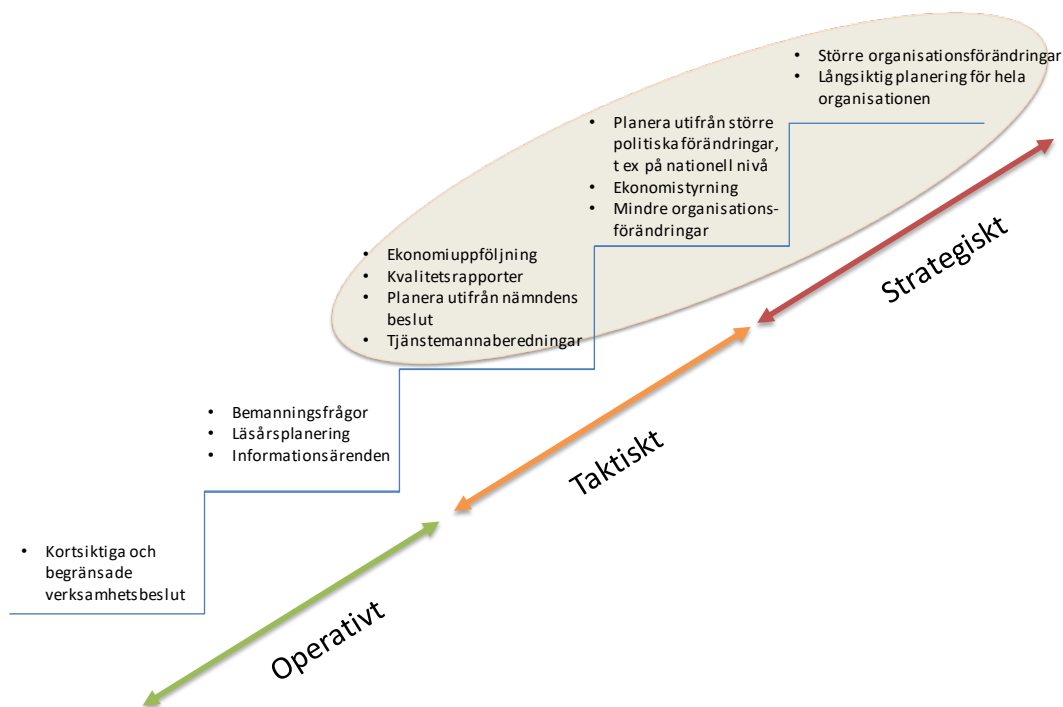 • Större organisationsförändringar
• Långsiktig planering för hela
organisationen
• Planera utifrån större
politiska förändringar,
t ex på nationell nivå
• Ekonomistyrning
• Mindre organisations-
förändringar
• Ekonomiuppföljning
• Kvalitetsrapporter
• Planera utifrån nämndens
beslut
• Tjänstemannaberedningar
• Bemanningsfrågor
• Läsårsplanering
• Informationsärenden
• Kortsiktiga och
begränsade
verksamhetsbeslut
Operativt
Taktiskt
Strategiskt